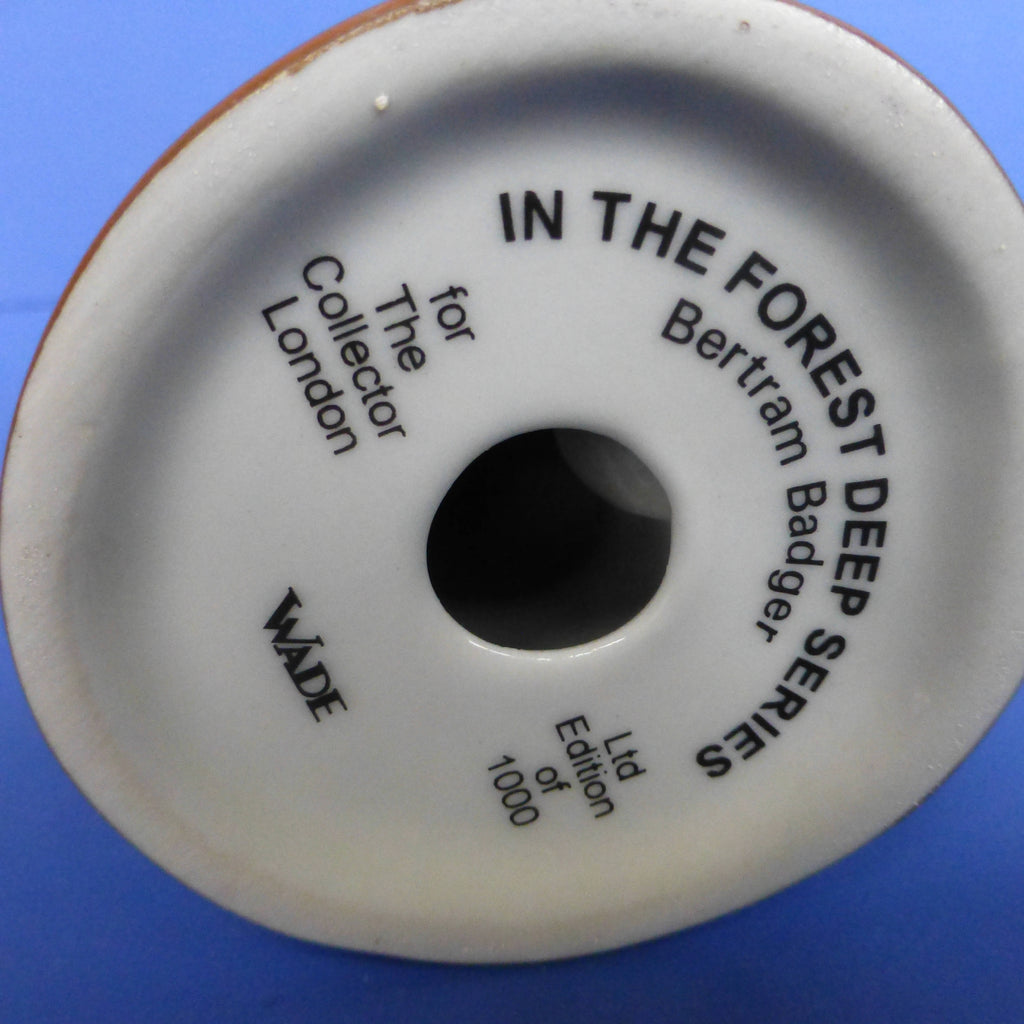 IN THE FOREST DEEP SERIES
Bertram Badger
for
The
Collector
London
Ltd
Edition
of
1000
WADE